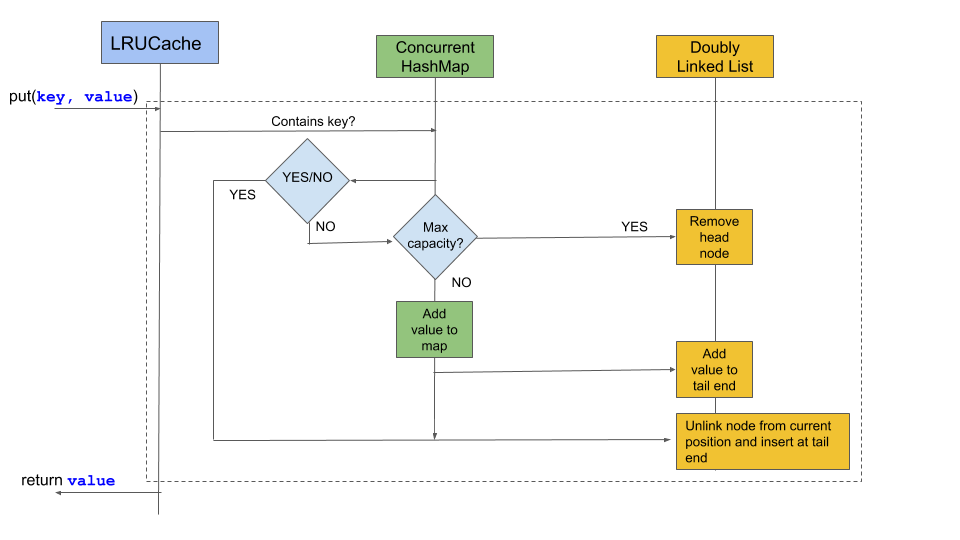 LRUCache
Concurrent
HashMap
Doubly
Linked List
put(key, value)
Contains key?
YES/NO
YES
NO
Max
capacity?
YES
Remove
head
node
NO
Add
value to
map
Add
value to
tail end
Unlink node from current
position and insert at tail
end
return value